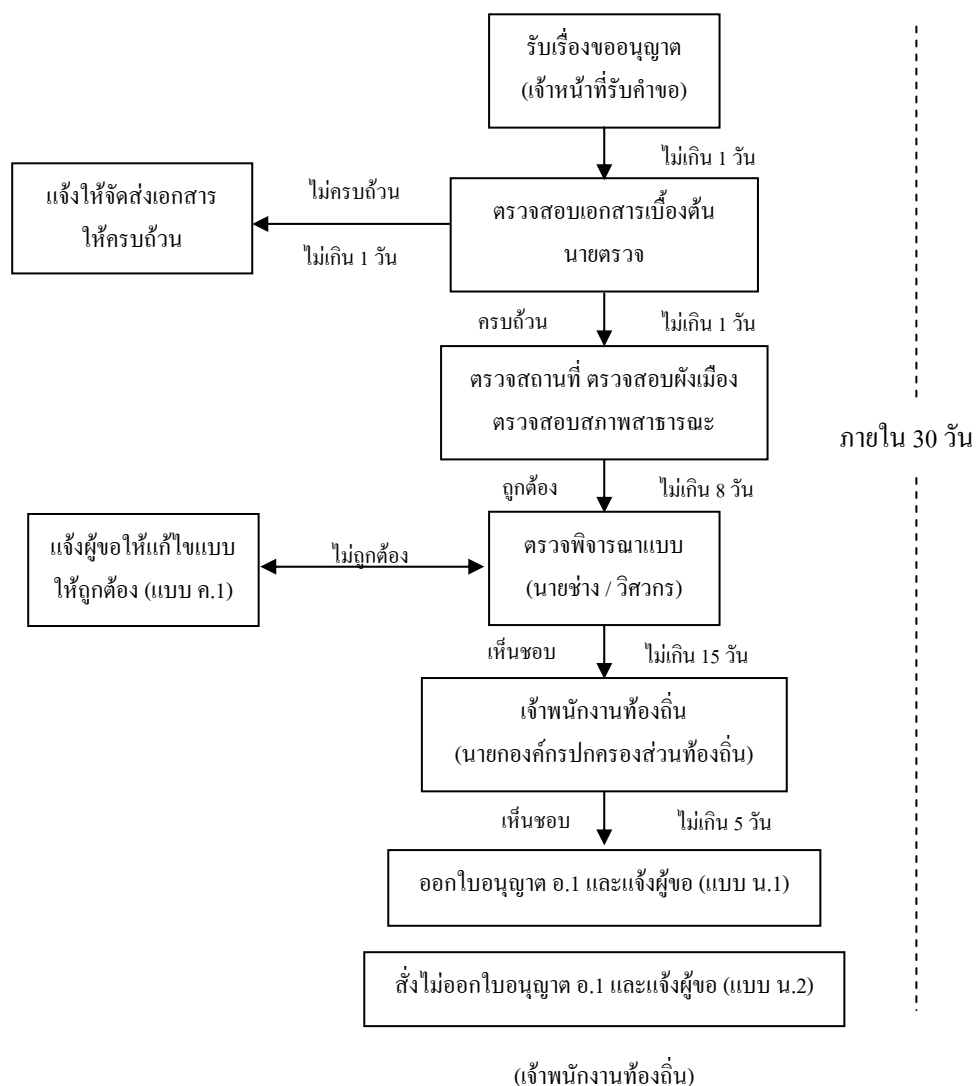 รับเรื่องขออนุญาต
(เจ้าหน้าที่รับคำขอ)
ไม่เกิน 1 วัน
ไม่ครบถ้วน
แจ้งให้จัดส่งเอกสาร
ให้ครบถ้วน
ไม่เกิน 1 วัน
ตรวจสอบเอกสารเบื้องต้น
นายตรวจ
ครบถ้วน
ไม่เกิน 1 วัน
ตรวจสถานที่ ตรวจสอบผังเมือง
ตรวจสอบสภาพสาธารณะ
ภายใน 30 วัน
ถูกต้อง
ไม่เกิน 8 วัน
แจ้งผู้ขอให้แก้ไขแบบ
ให้ถูกต้อง (แบบ ค.1)
ไม่ถูกต้อง
ตรวจพิจารณาแบบ
(นายช่าง / วิศวกร)
เห็นชอบ
ไม่เกิน 15 วัน
เจ้าพนักงานท้องถิ่น
(นายกองค์กรปกครองส่วนท้องถิ่น)
เห็นชอบ
ไม่เกิน 5 วัน
ออกใบอนุญาต อ.1 และแจ้งผู้ขอ (แบบ น.1)
สั่งไม่ออกใบอนุญาต อ.1 และแจ้งผู้ขอ (แบบ น.2)
(เจ้าพนักงานท้องถิ่น)